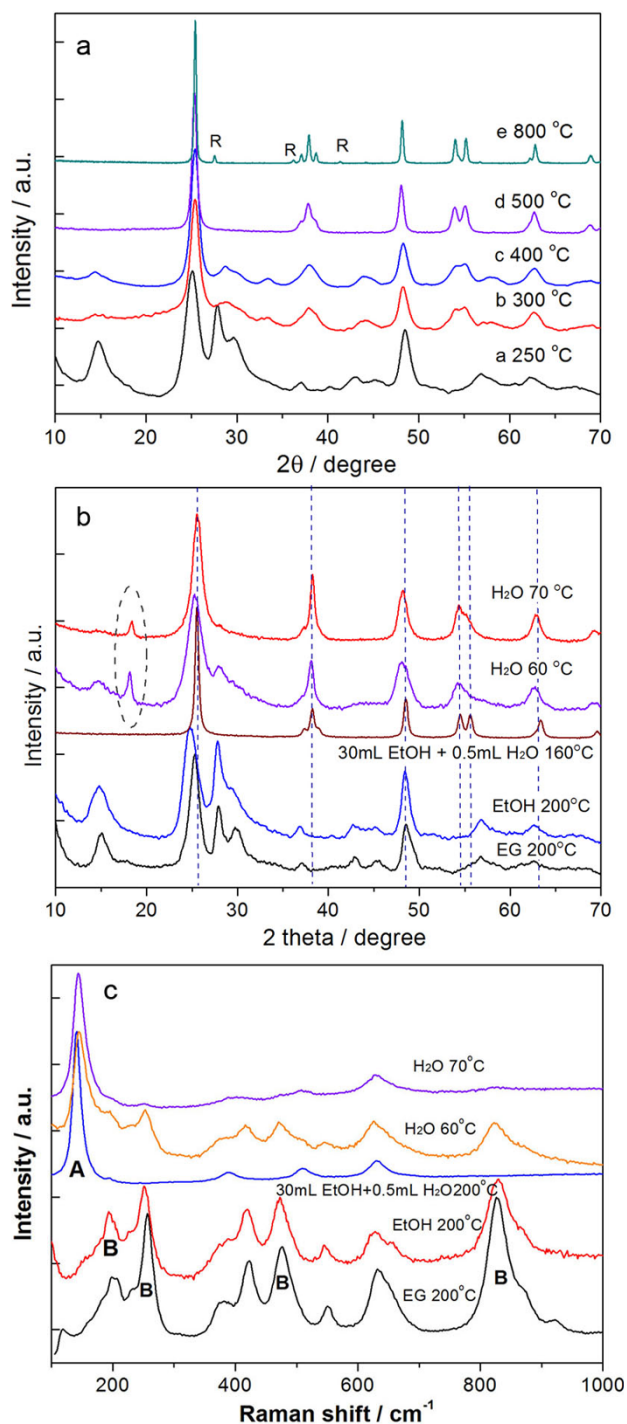 a
e 800 °C
R
R
R
d 500 °C
c 400 °C
b 300 °C
a 250 °C
Intensity / a.u.
10 20 30 40 50 60 70
2θ / degree
b
H₂O 70 °C
H₂O 60 °C
30mL EtOH + 0.5mL H₂O 160°C
EtOH 200°C
EG 200°C
Intensity / a.u.
10 20 30 40 50 60 70
2 theta / degree
C
H₂O 70°C
H₂O 60°C
A
30mL EtOH+0.5mL H₂O200°C
EtOH 200°C
B
B
B
B
EG 200°C
Intensity / a.u.
200 400 600 800 1000
Raman shift / cm⁻¹